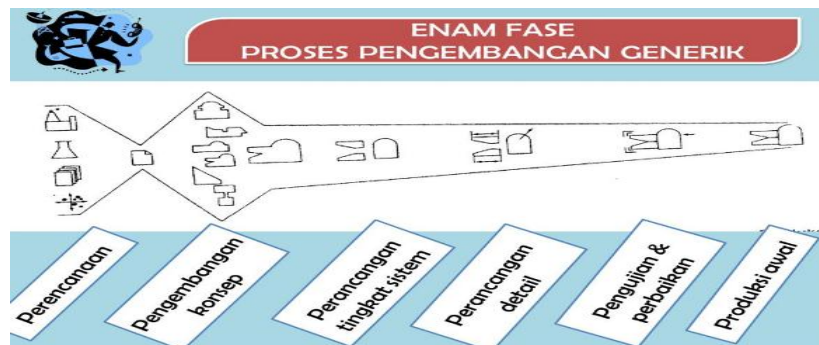 ENAM FASE
PROSES PENGEMBANGAN GENERIK
Perencanaan
Pengembangan
konsep
Perancangan
tingkat sistem
Perancangan
detail
Pengujian &
perbaikan
Produksi awal